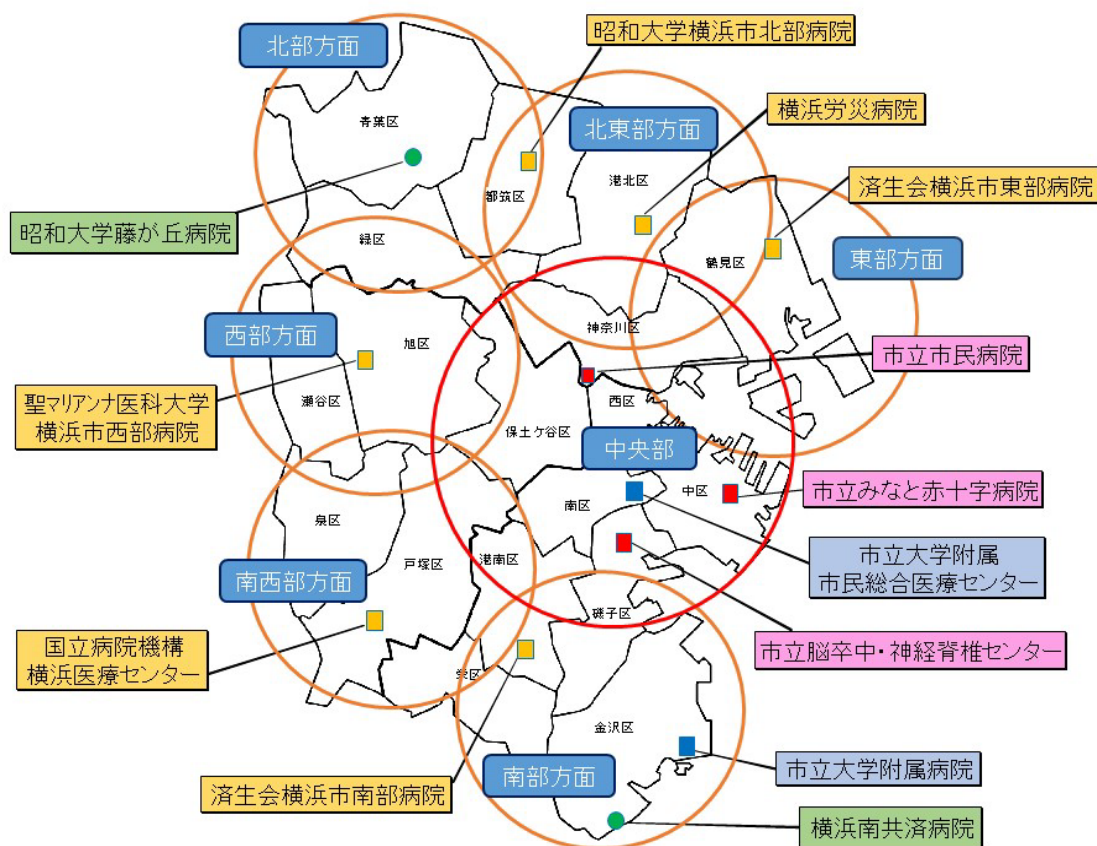 昭和大学横浜市北部病院
北部方面
横浜労災病院
北東部方面
青葉区
済生会横浜市東部病院
港北区
都筑区
昭和大学藤が丘病院
緑区
鶴見区
東部方面
神奈川区
西部方面
旭区
市立市民病院
瀬谷区
西区
聖マリアンナ医科大学
横浜市西部病院
保土ケ谷区
中央部
中区
市立みなと赤十字病院
南区
泉区
戸塚区
港南区
市立大学附属
市民総合医療センター
南西部方面
磯子区
国立病院機構
横浜医療センター
市立脳卒中・神経脊椎センター
栄区
金沢区
南部方面
市立大学附属病院
済生会横浜市南部病院
横浜南共済病院